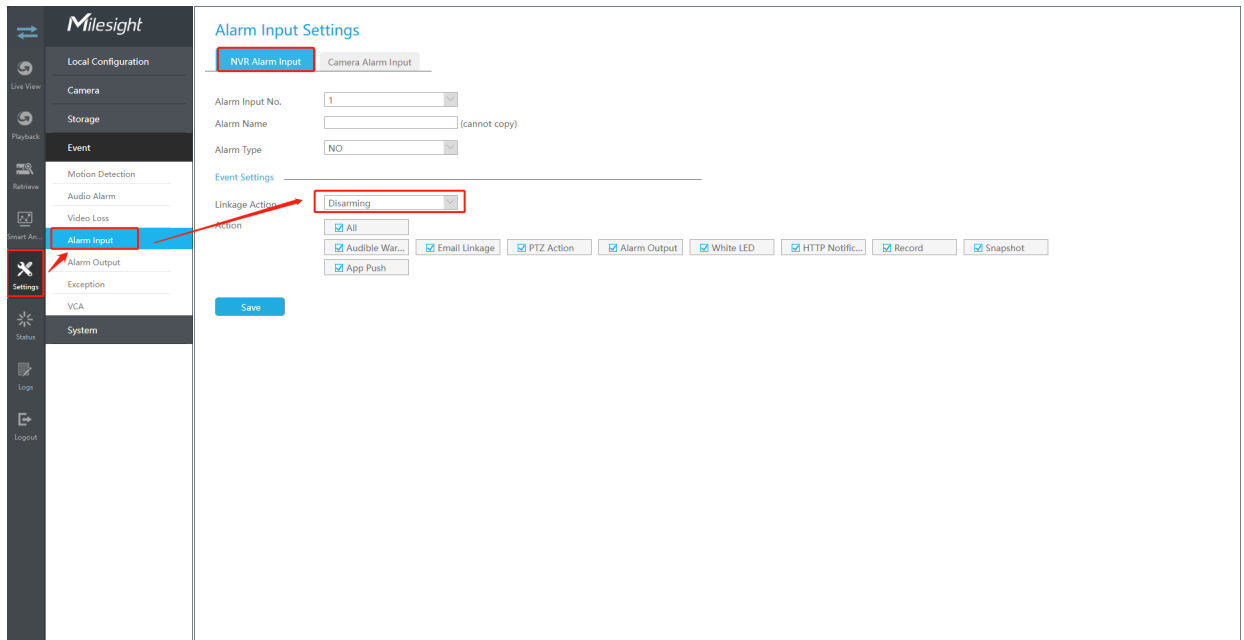 Milesight
Live View
Playback
Retrieve
Smart An...
Settings
Status
Logs
Logout
Local Configuration
Camera
Storage
Event
Motion Detection
Audio Alarm
Video Loss
Alarm Input
Alarm Output
Exception
VCA
System
Alarm Input Settings
NVR Alarm Input Camera Alarm Input
Alarm Input No. 1
Alarm Name (cannot copy)
Alarm Type NO
Event Settings
Linkage Action Disarming
Action All
Audible War... Email Linkage PTZ Action Alarm Output White LED HTTP Notific... Record Snapshot
App Push
Save